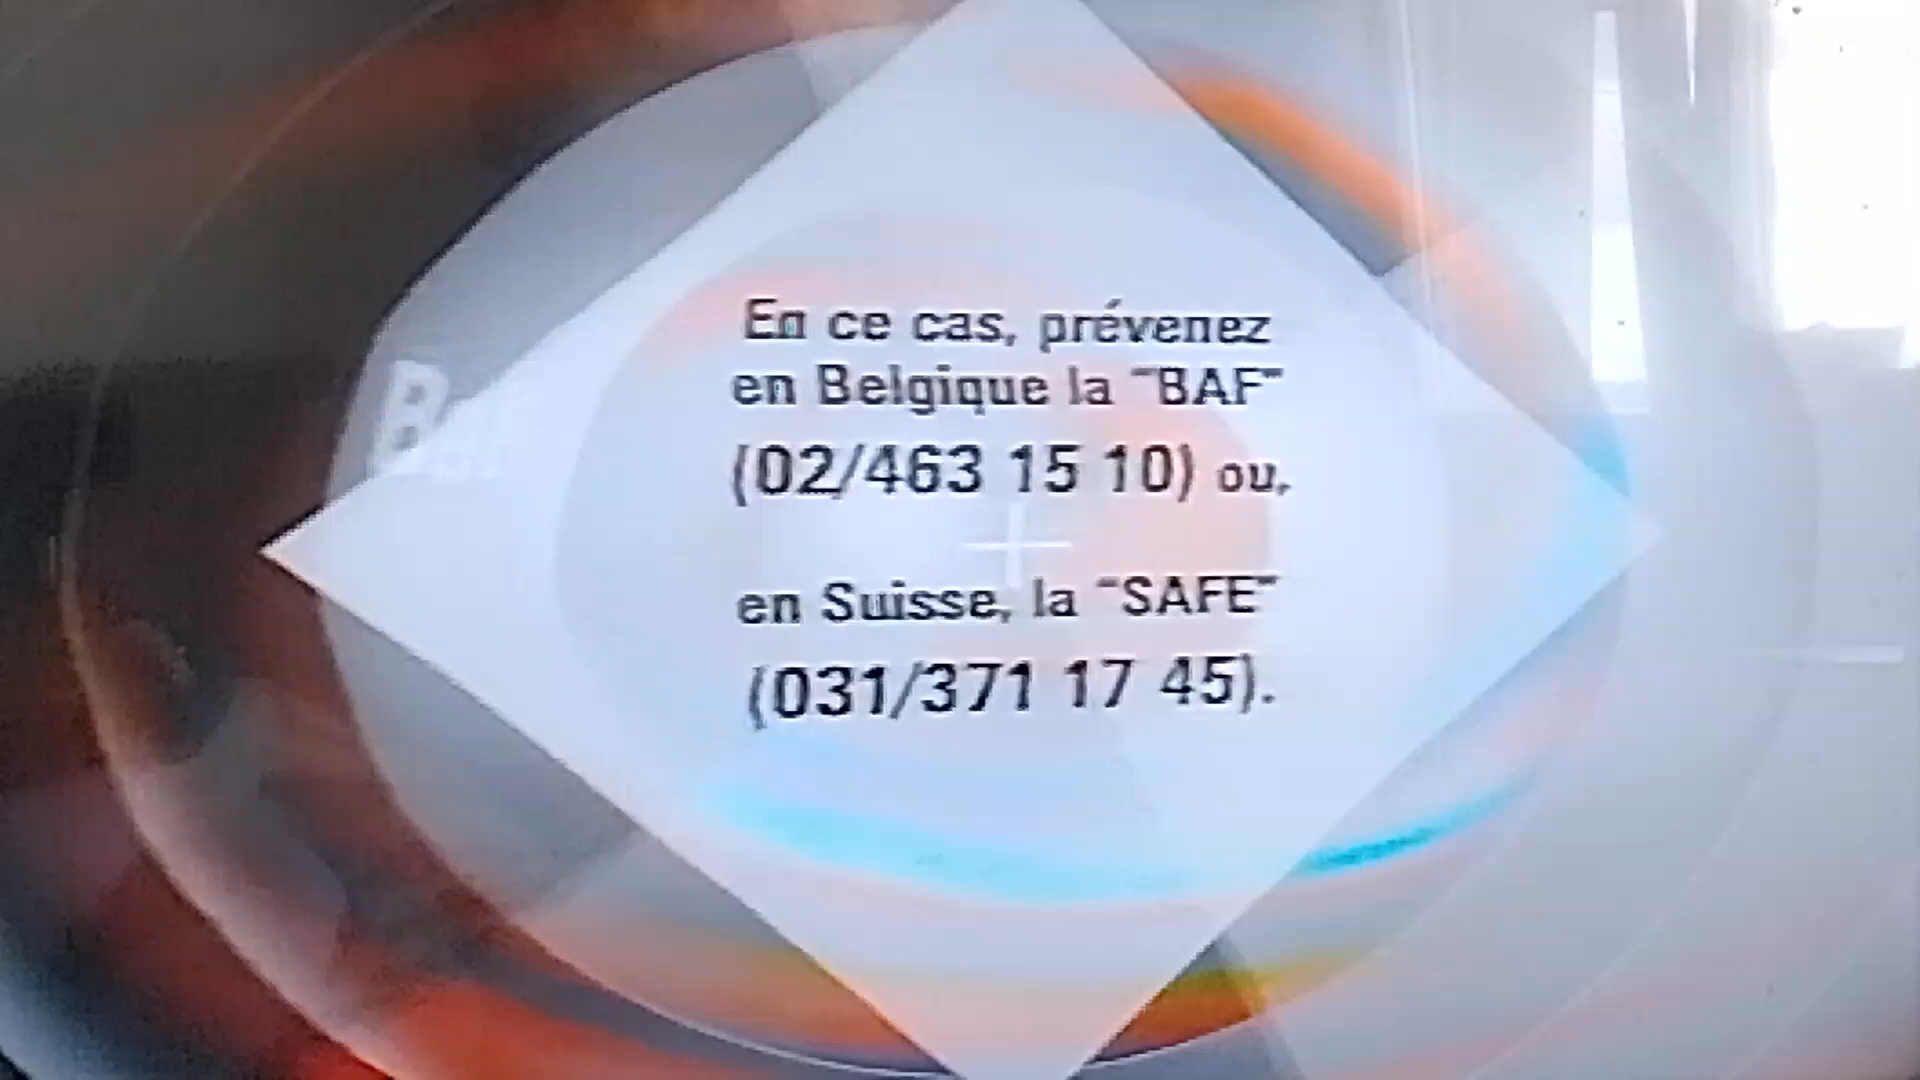 En ce cas, prévenez
en Belgique la "BAF"
(02/463 15 10) ou,
en Suisse, la "SAFE"
(031/371 17 45).
BAF